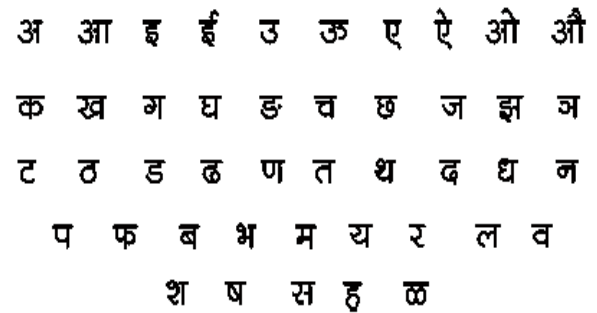 अ आ इ ई उ ऊ ए ऐ ओ औ
क ख ग घ ङ च छ ज झ ञ
ट ठ ड ढ ण त थ द ध न
प फ ब भ म य र ल व
श ष स ह ळ